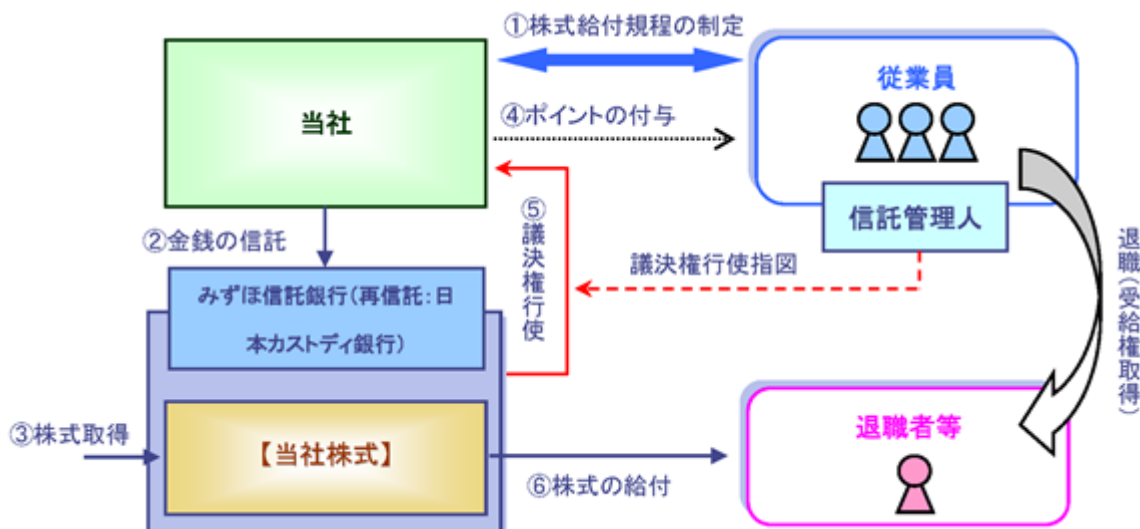 ①株式給付規程の制定
当社
従業員
④ポイントの付与
信託管理人
②金銭の信託
⑤議決権行使
議決権行使指図
退職(受給権取得)
みずほ信託銀行(再信託:日
本カストディ銀行)
③株式取得
【当社株式】
⑥株式の給付
退職者等